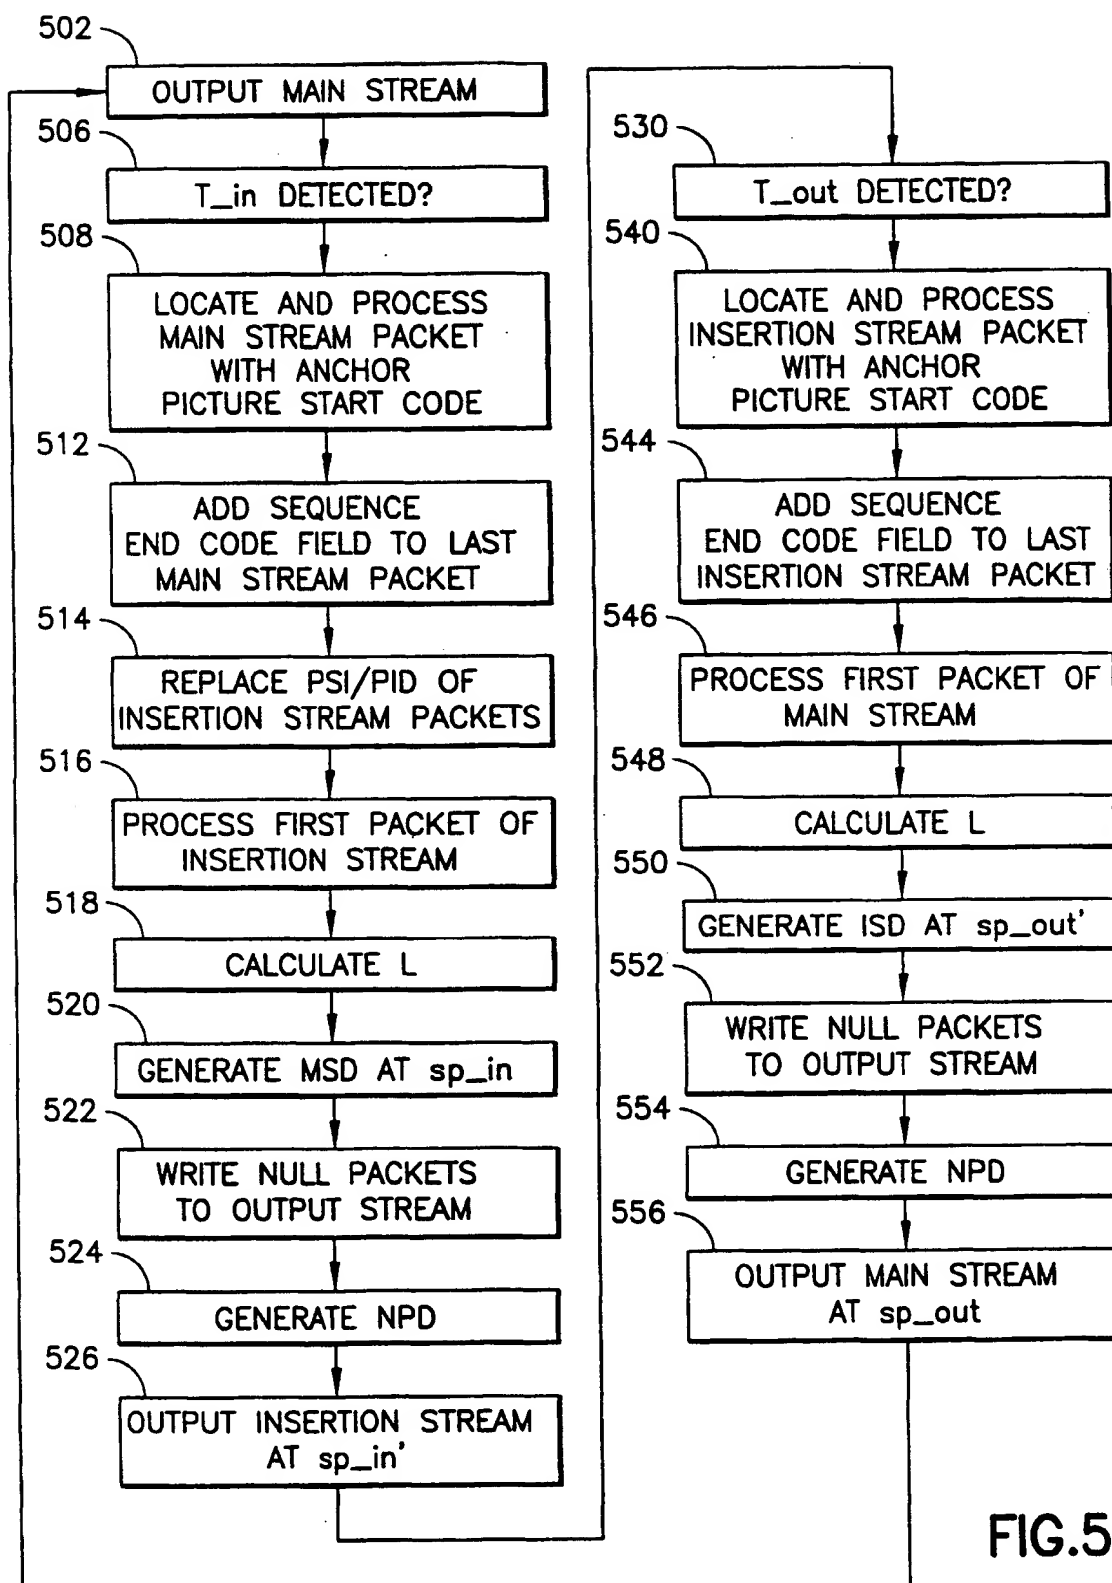 502
OUTPUT MAIN STREAM
506
T_in DETECTED?
508
LOCATE AND PROCESS
MAIN STREAM PACKET
WITH ANCHOR
PICTURE START CODE
512
ADD SEQUENCE
END CODE FIELD TO LAST
MAIN STREAM PACKET
514
REPLACE PSI/PID OF
INSERTION STREAM PACKETS
516
PROCESS FIRST PACKET OF
INSERTION STREAM
518
CALCULATE L
520
GENERATE MSD AT sp_in
522
WRITE NULL PACKETS
TO OUTPUT STREAM
524
GENERATE NPD
526
OUTPUT INSERTION STREAM
AT sp_in'
530
T_out DETECTED?
540
LOCATE AND PROCESS
INSERTION STREAM PACKET
WITH ANCHOR
PICTURE START CODE
544
ADD SEQUENCE
END CODE FIELD TO LAST
INSERTION STREAM PACKET
546
PROCESS FIRST PACKET OF
MAIN STREAM
548
CALCULATE L
550
GENERATE ISD AT sp_out'
552
WRITE NULL PACKETS
TO OUTPUT STREAM
554
GENERATE NPD
556
OUTPUT MAIN STREAM
AT sp_out
FIG.5